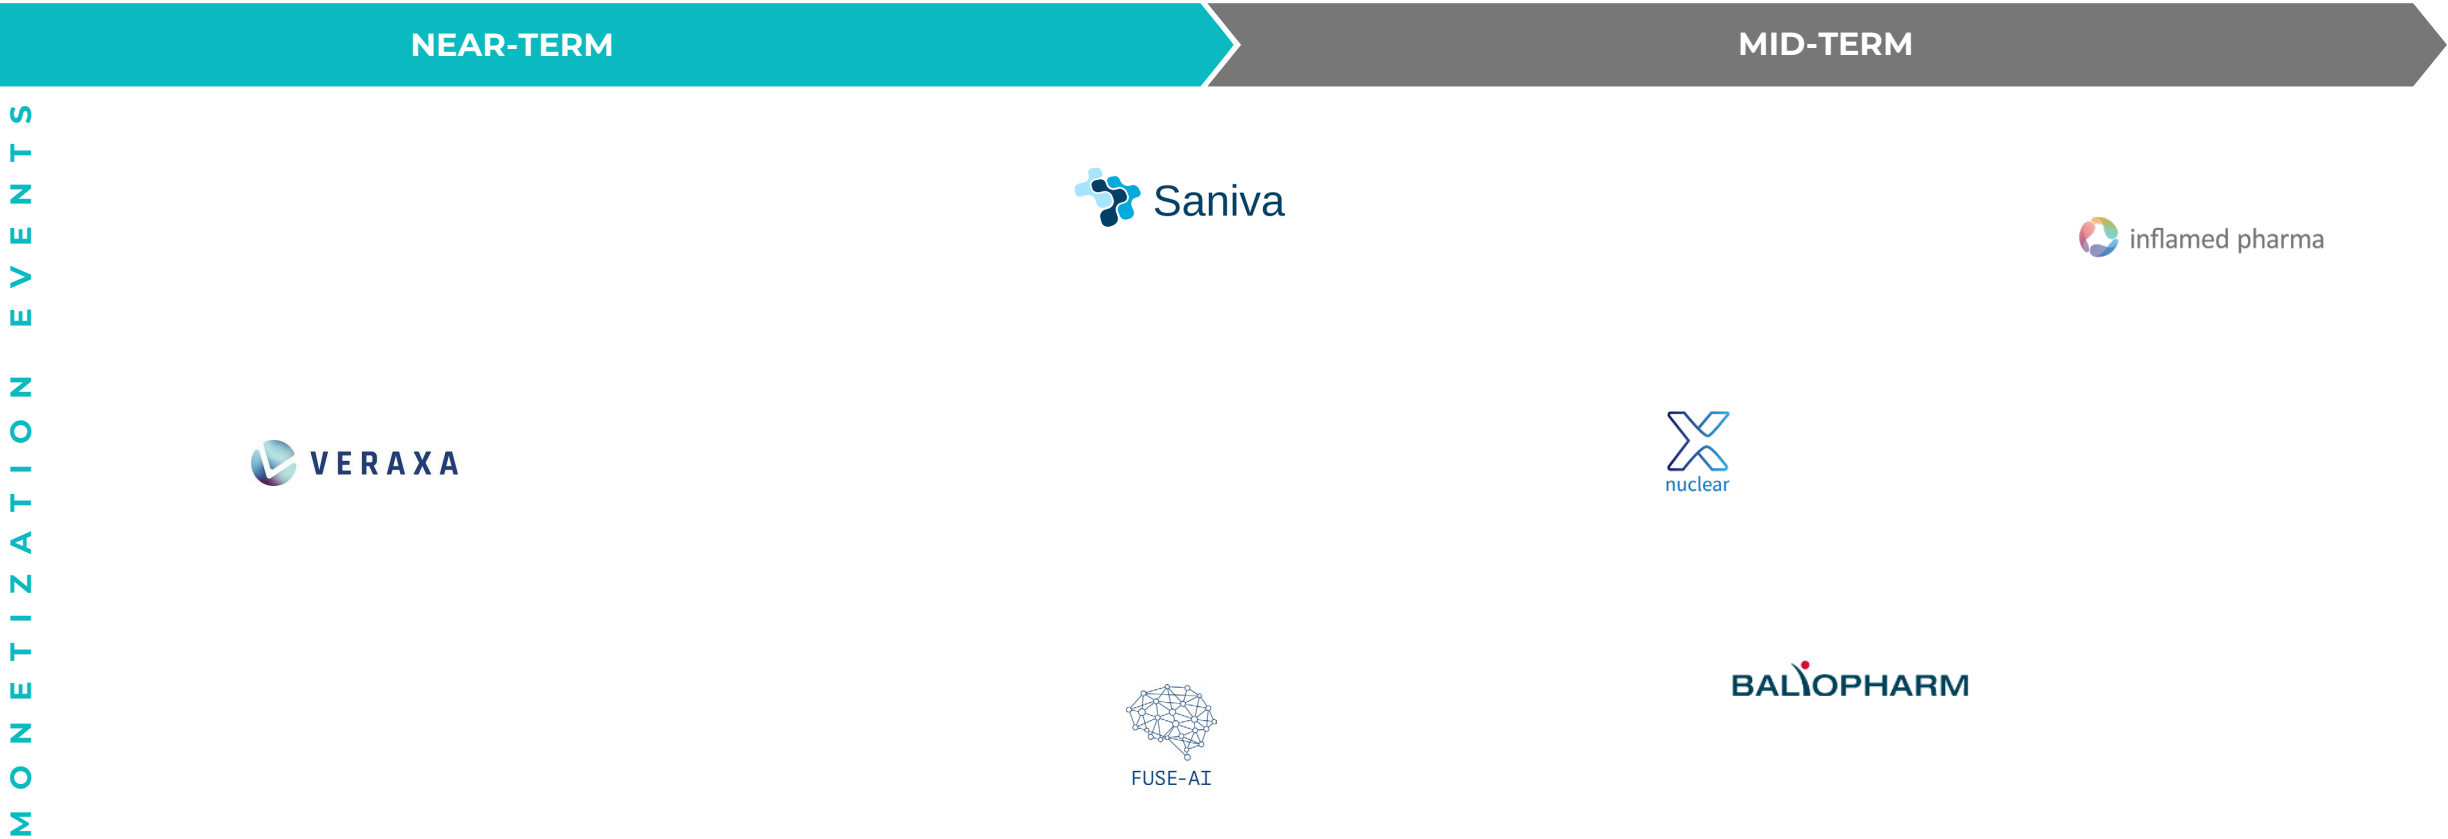 NEAR-TERM
MID-TERM
MONETIZATION EVENTS
Saniva
inflamed pharma
VERAXA
X
nuclear
BALIOPHARM
FUSE-AI